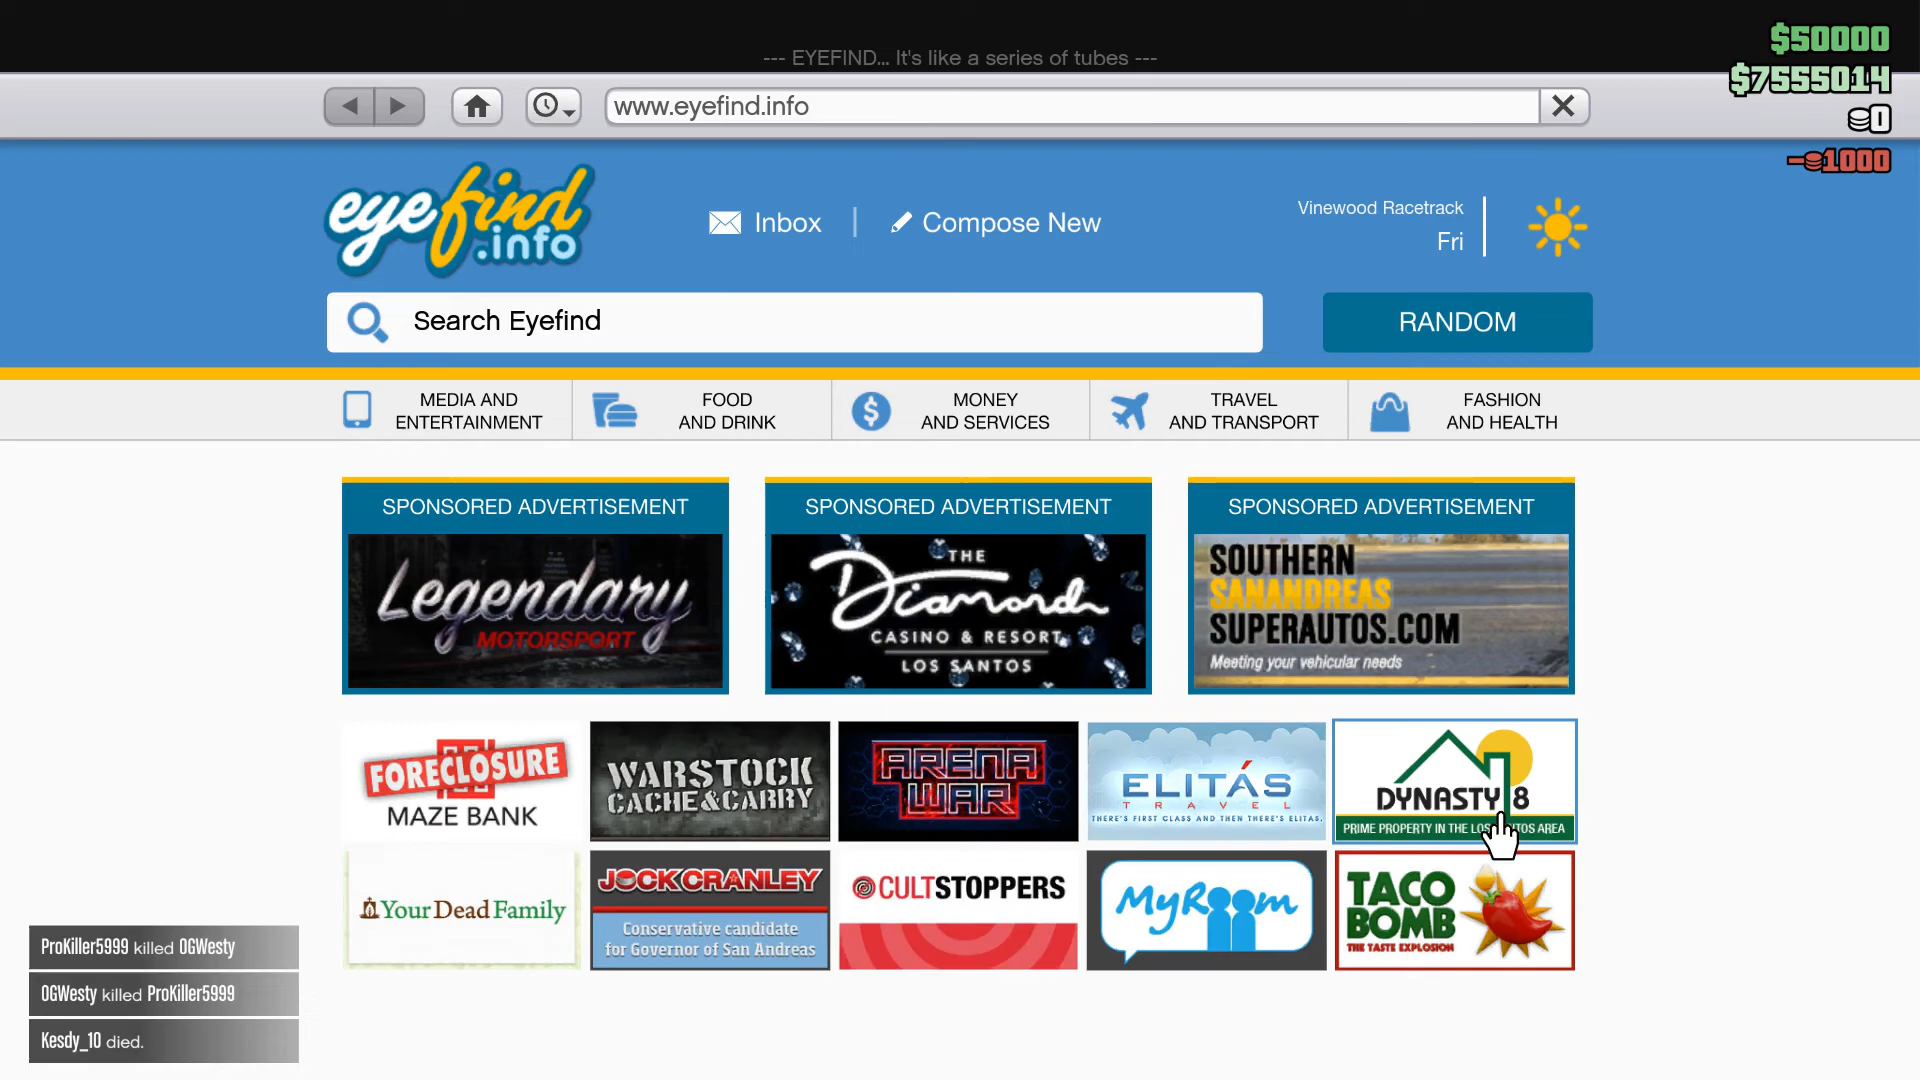 --- EYEFIND... It's like a series of tubes ---
$50000
$7555014
0
-1000
www.eyefind.info
eyefind
.info
Inbox
Compose New
Vinewood Racetrack
Fri
Search Eyefind
RANDOM
MEDIA AND
ENTERTAINMENT
FOOD
AND DRINK
MONEY
AND SERVICES
TRAVEL
AND TRANSPORT
FASHION
AND HEALTH
SPONSORED ADVERTISEMENT
Legendary
MOTORSPORT
SPONSORED ADVERTISEMENT
THE
Diamond
CASINO & RESORT
LOS SANTOS
SPONSORED ADVERTISEMENT
SOUTHERN
SANANDREAS
SUPERAUTOS.COM
Meeting your vehicular needs
FORECLOSURE
MAZE BANK
WARSTOCK
CACHE&CARRY
ARENA
WAR
ELITÁS
TRAVEL
THERE'S FIRST CLASS AND THEN THERE'S ELITAS.
DYNASTY 8
PRIME PROPERTY IN THE LOS SANTOS AREA
Your Dead Family
JOCK CRANLEY
Conservative candidate
for Governor of San Andreas
CULTSTOPPERS
MyRoom
TACO
BOMB
THE TASTE EXPLOSION
ProKiller5999 killed OGWesty
OGWesty killed ProKiller5999
Kesdy_10 died.